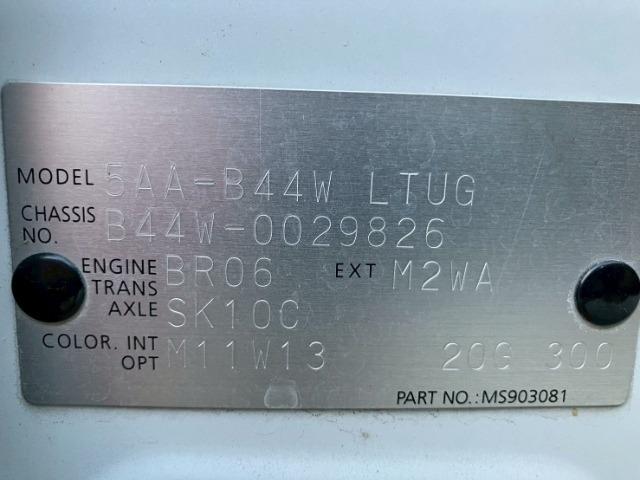 MODEL 5AA-B44W LTUG
CHASSIS NO. B44W-0029826
ENGINE BR06 EXT M2WA
TRANS AXLE SK10C
COLOR. INT OPT M11W13 20G 300
PART NO.:MS903081